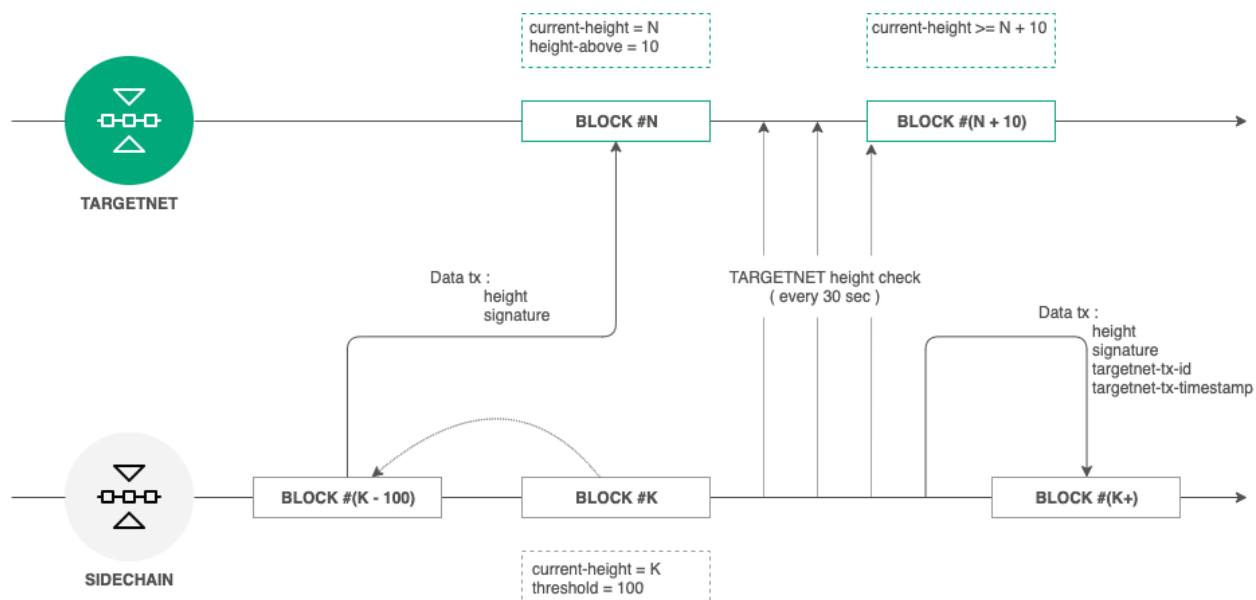 current-height = N
height-above = 10
current-height >= N + 10
BLOCK #N
BLOCK #(N + 10)
TARGETNET
Data tx :
height
signature
TARGETNET height check
( every 30 sec )
Data tx :
height
signature
targetnet-tx-id
targetnet-tx-timestamp
BLOCK #(K - 100)
BLOCK #K
BLOCK #(K+)
SIDECHAIN
current-height = K
threshold = 100